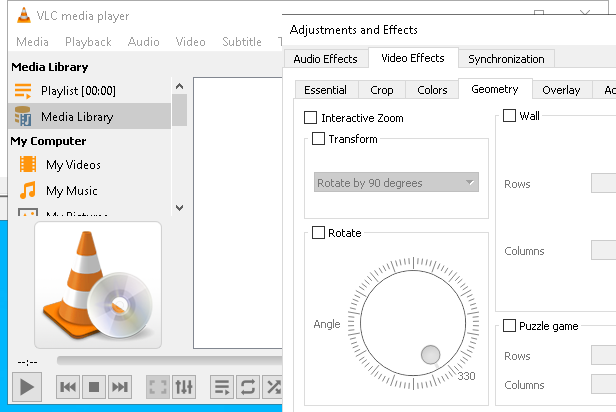 VLC media player
Media Playback Audio Video Subtitle
Media Library
Playlist [00:00]
Media Library
My Computer
My Videos
My Music
My Pictures
--:--
Adjustments and Effects
Audio Effects Video Effects Synchronization
Essential Crop Colors Geometry Overlay
Interactive Zoom
Transform
Rotate by 90 degrees
Rotate
Angle
330
Wall
Rows
Columns
Puzzle game
Rows
Columns